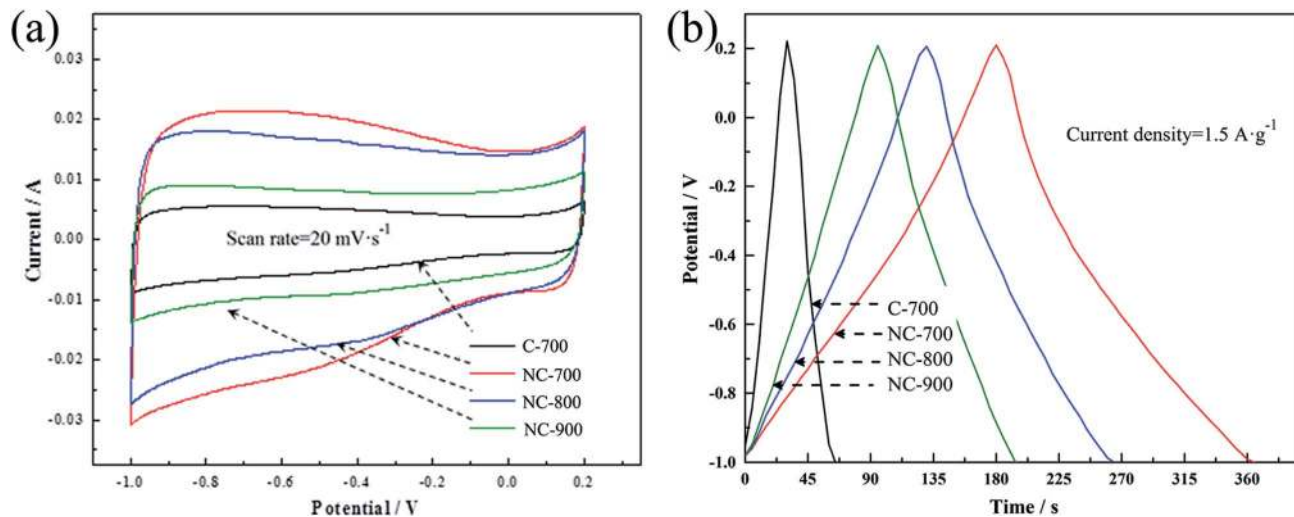 (a)
0.03
0.02
0.01
0.00
-0.01
-0.02
-0.03
Current / A
Scan rate=20 mV·s⁻¹
C-700
NC-700
NC-800
NC-900
-1.0
-0.8
-0.6
-0.4
-0.2
0.0
0.2
Potential / V
(b)
0.2
0.0
-0.2
-0.4
-0.6
-0.8
-1.0
Potential / V
Current density=1.5 A·g⁻¹
C-700
NC-700
NC-800
NC-900
0
45
90
135
180
225
270
315
360
Time / s